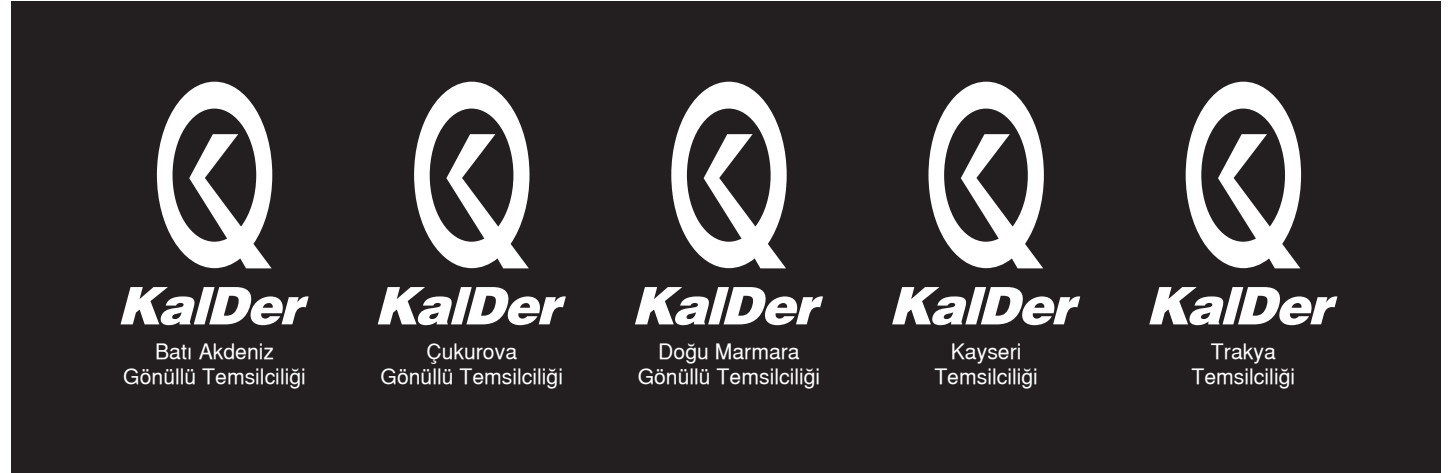 KalDer
Batı Akdeniz
Gönüllü Temsilciliği
KalDer
Çukurova
Gönüllü Temsilciliği
KalDer
Doğu Marmara
Gönüllü Temsilciliği
KalDer
Kayseri
Temsilciliği
KalDer
Trakya
Temsilciliği